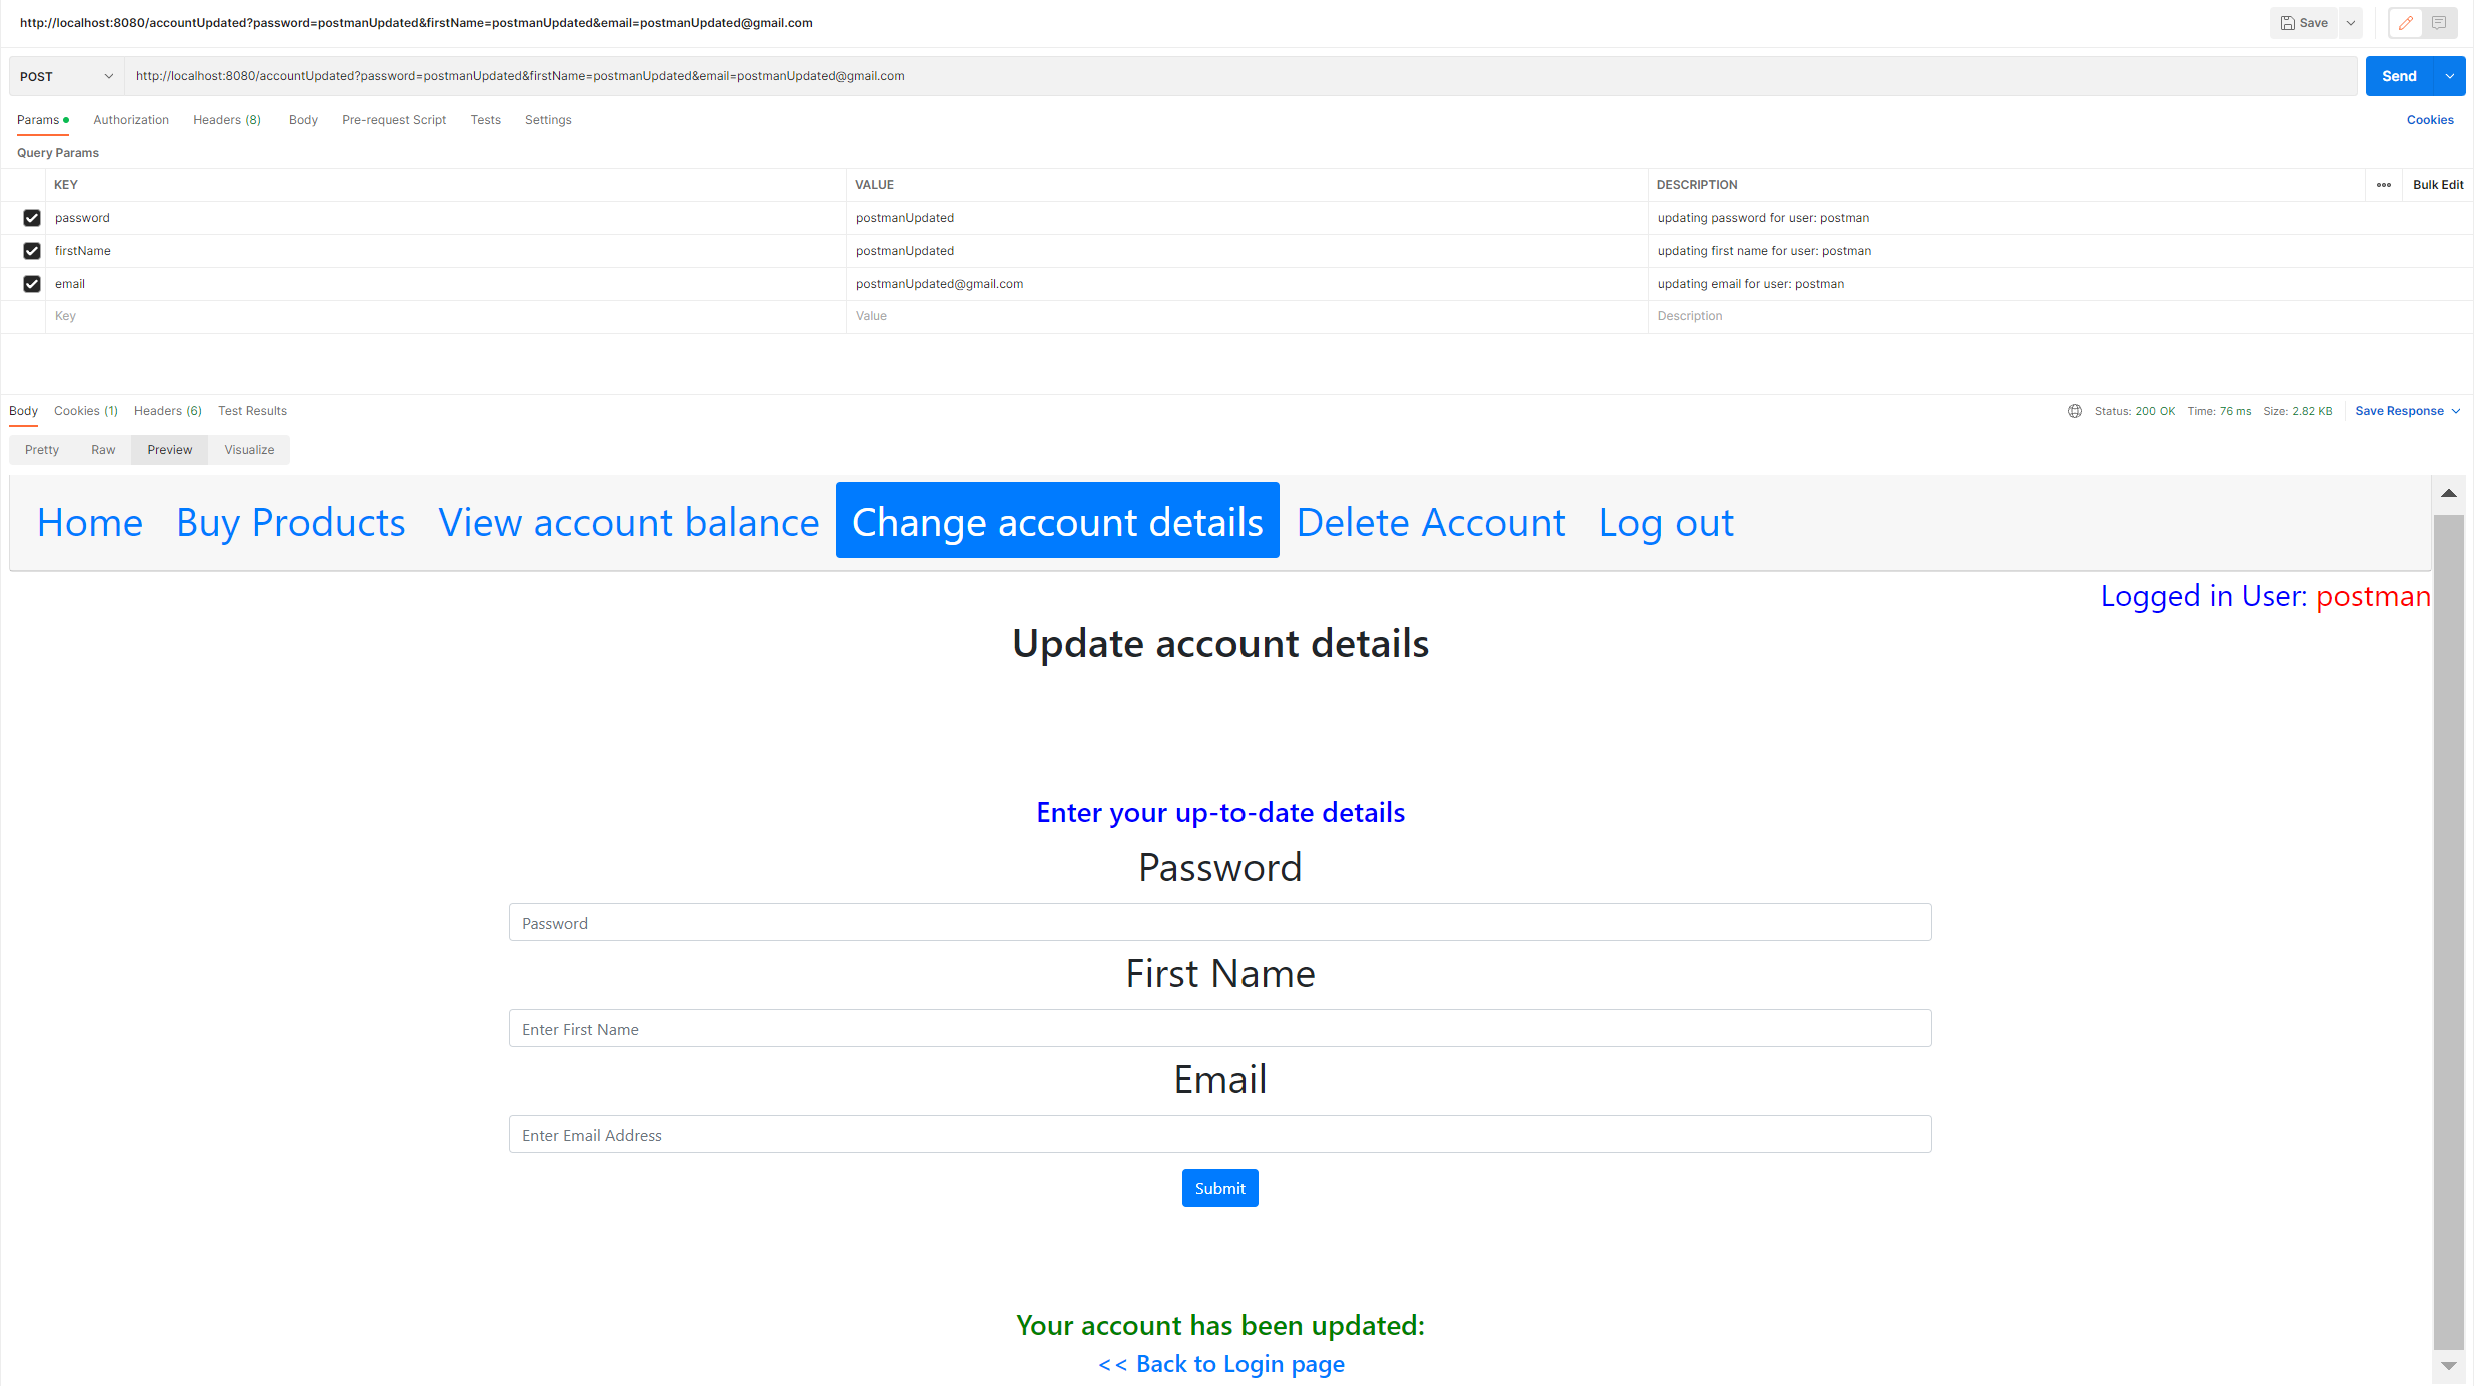 http://localhost:8080/accountUpdated?password=postmanUpdated&firstName=postmanUpdated&email=postmanUpdated@gmail.com Save
POST http://localhost:8080/accountUpdated?password=postmanUpdated&firstName=postmanUpdated&email=postmanUpdated@gmail.com Send
Params Authorization Headers (8) Body Pre-request Script Tests Settings Cookies
Query Params
KEY VALUE DESCRIPTION Bulk Edit
password postmanUpdated updating password for user: postman
firstName postmanUpdated updating first name for user: postman
email postmanUpdated@gmail.com updating email for user: postman
Key Value Description
Body Cookies (1) Headers (6) Test Results Status: 200 OK Time: 76 ms Size: 2.82 KB Save Response
Pretty Raw Preview Visualize
Home Buy Products View account balance Change account details Delete Account Log out
Logged in User: postman
Update account details
Enter your up-to-date details
Password
Password
First Name
Enter First Name
Email
Enter Email Address
Submit
Your account has been updated:
<< Back to Login page